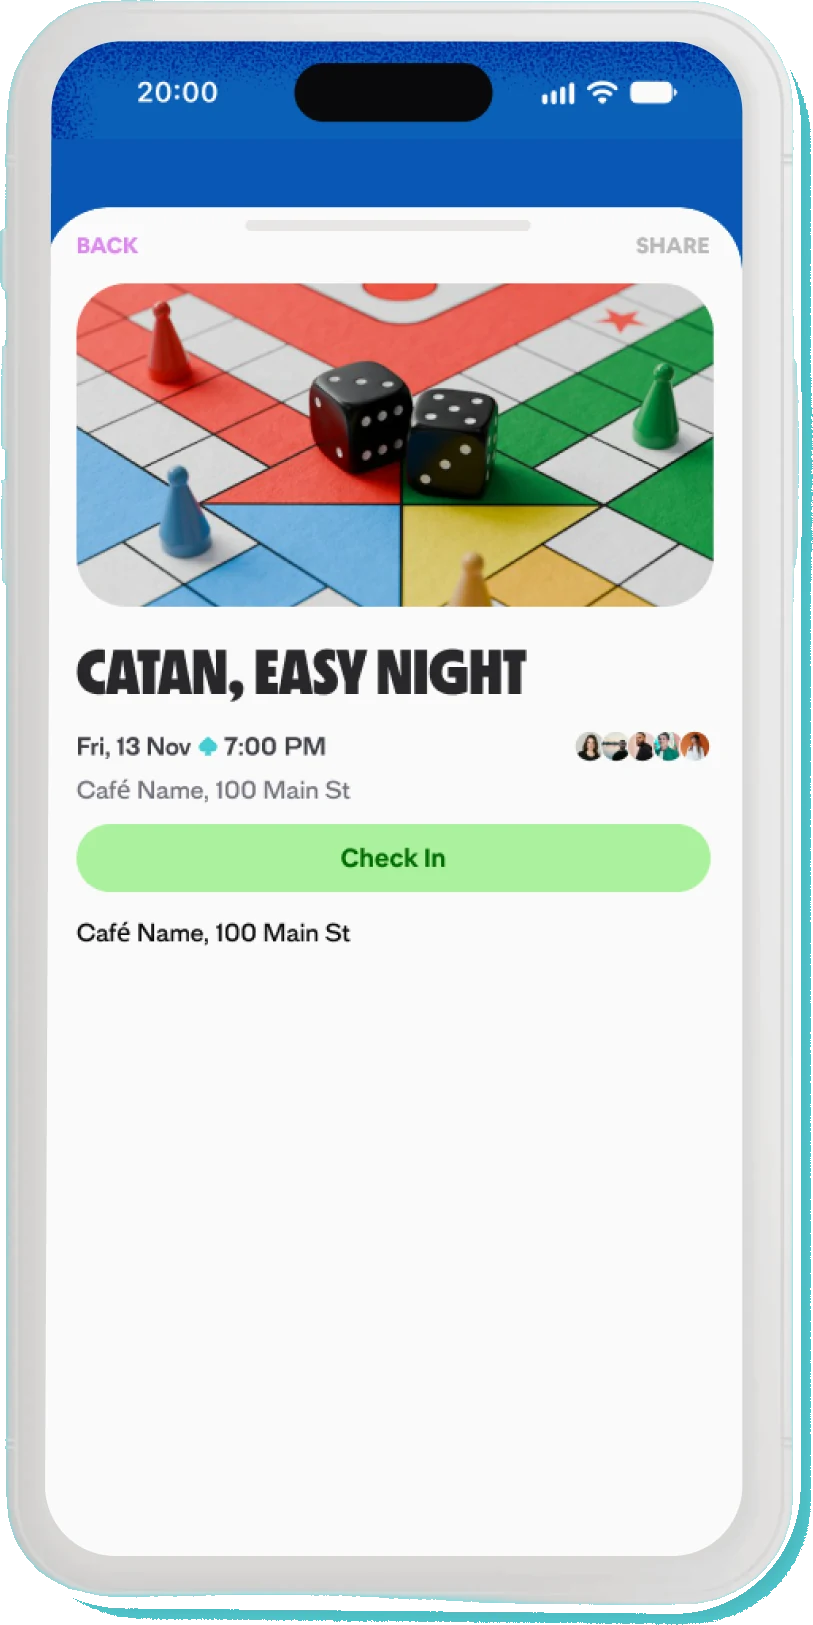 20:00
BACK
SHARE
CATAN, EASY NIGHT
Fri, 13 Nov ♠ 7:00 PM
Café Name, 100 Main St
Check In
Café Name, 100 Main St